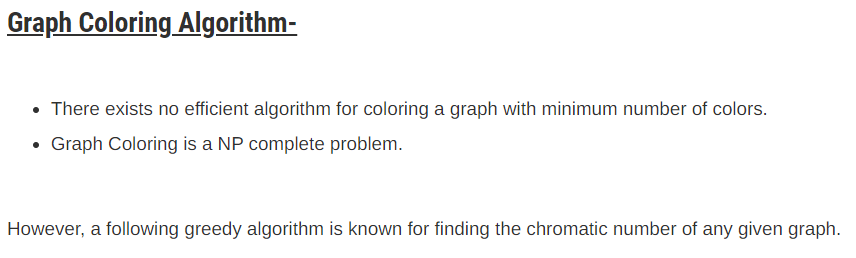 Graph Coloring Algorithm-
• There exists no efficient algorithm for coloring a graph with minimum number of colors.
• Graph Coloring is a NP complete problem.
However, a following greedy algorithm is known for finding the chromatic number of any given graph.